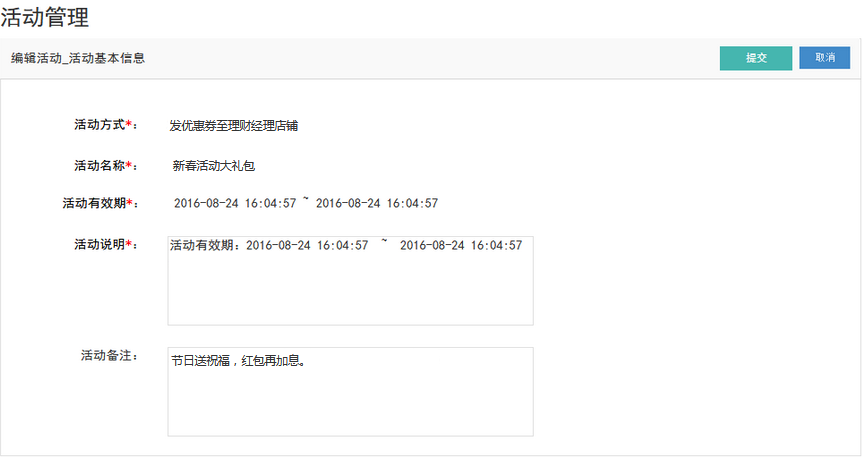 活动管理
编辑活动_活动基本信息 提交 取消
活动方式*： 发优惠券至理财经理店铺
活动名称*： 新春活动大礼包
活动有效期*： 2016-08-24 16:04:57 ~ 2016-08-24 16:04:57
活动说明*： 活动有效期：2016-08-24 16:04:57 ~ 2016-08-24 16:04:57
活动备注： 节日送祝福，红包再加息。